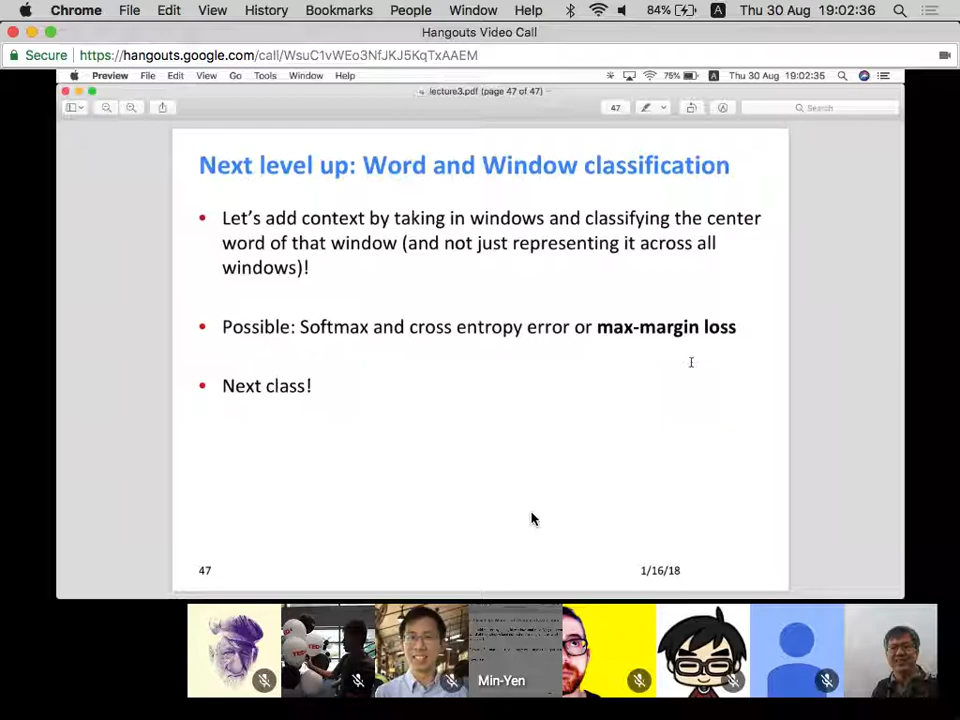 Chrome File Edit View History Bookmarks People Window Help 84% A Thu 30 Aug 19:02:36
Hangouts Video Call
Secure https://hangouts.google.com/call/WsuC1vWEo3NfJKJ5KqTxAAEM
Preview File Edit View Go Tools Window Help 75% A Thu 30 Aug 19:02:35
lecture3.pdf (page 47 of 47)
47 Search
Next level up: Word and Window classification
• Let's add context by taking in windows and classifying the center
word of that window (and not just representing it across all
windows)!
• Possible: Softmax and cross entropy error or max-margin loss
• Next class!
47 1/16/18
TED
Min-Yen